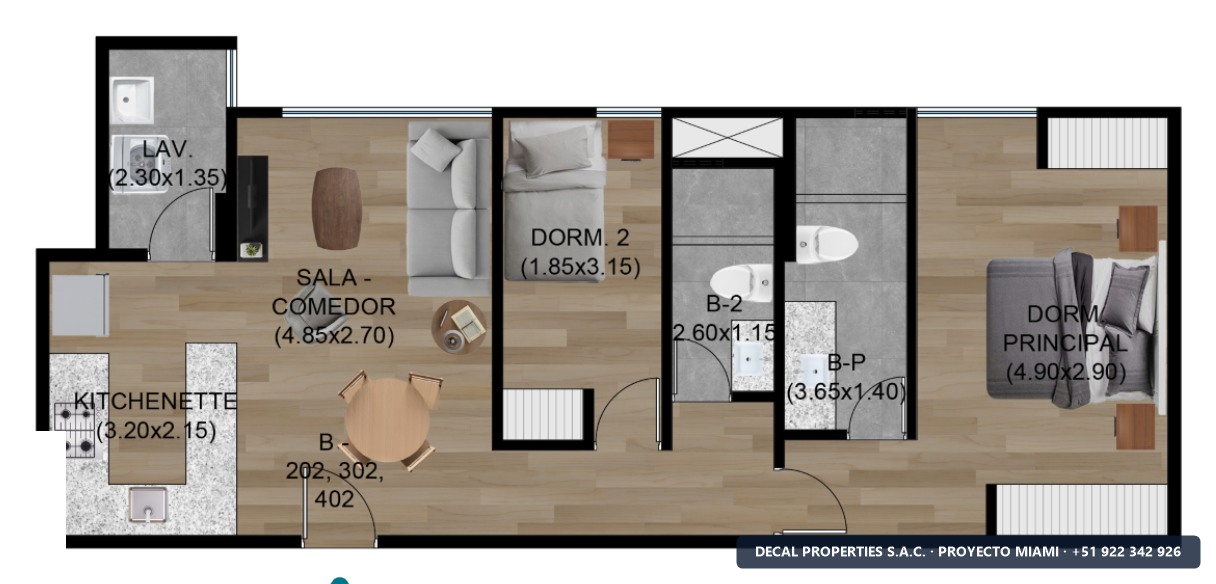 LAV.
(2.30x1.35)
SALA -
COMEDOR
(4.85x2.70)
DORM. 2
(1.85x3.15)
B-2
2.60x1.15
B-P
(3.65x1.40)
DORM.
PRINCIPAL
(4.90x2.90)
KITCHENETTE
(3.20x2.15)
B -
202, 302,
402
DECAL PROPERTIES S.A.C. · PROYECTO MIAMI · +51 922 342 926